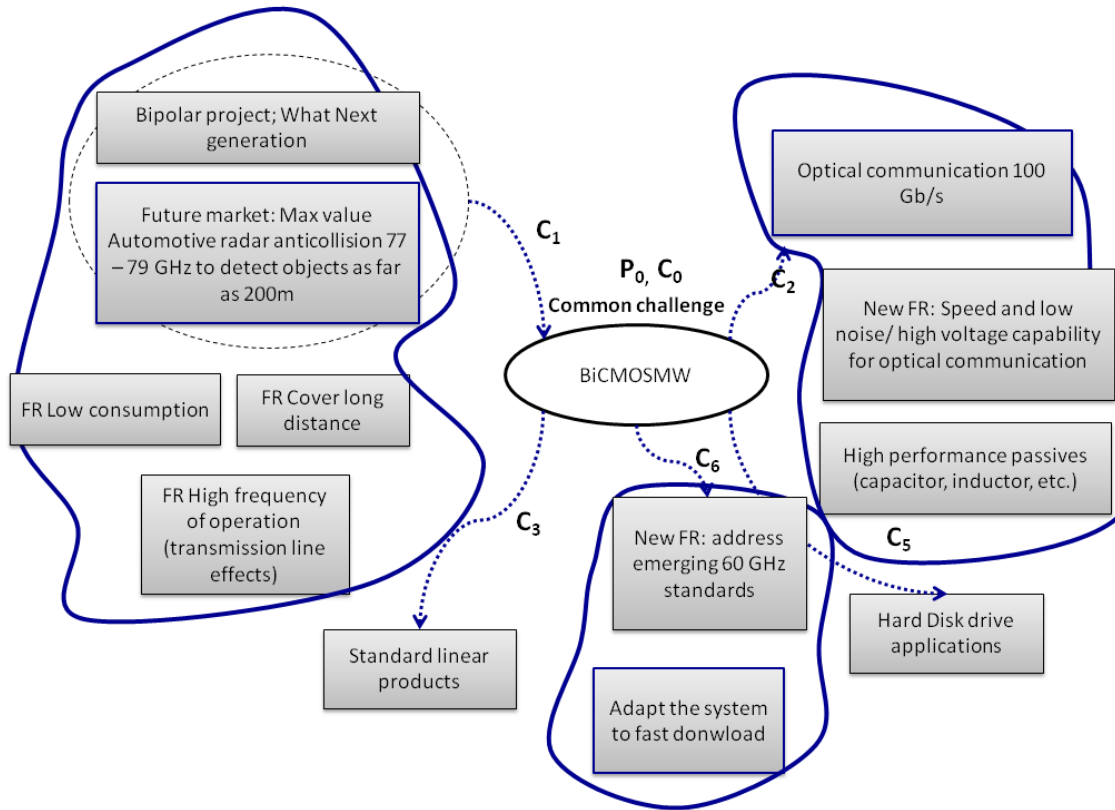 Bipolar project; What Next
generation
Future market: Max value
Automotive radar anticollision 77
– 79 GHz to detect objects as far
as 200m
FR Low consumption
FR Cover long
distance
FR High frequency
of operation
(transmission line
effects)
C1
P0, C0
Common challenge
BiCMOSMW
C2
C3
C6
C5
Optical communication 100
Gb/s
New FR: Speed and low
noise/ high voltage capability
for optical communication
High performance passives
(capacitor, inductor, etc.)
New FR: address
emerging 60 GHz
standards
Adapt the system
to fast donwload
Standard linear
products
Hard Disk drive
applications